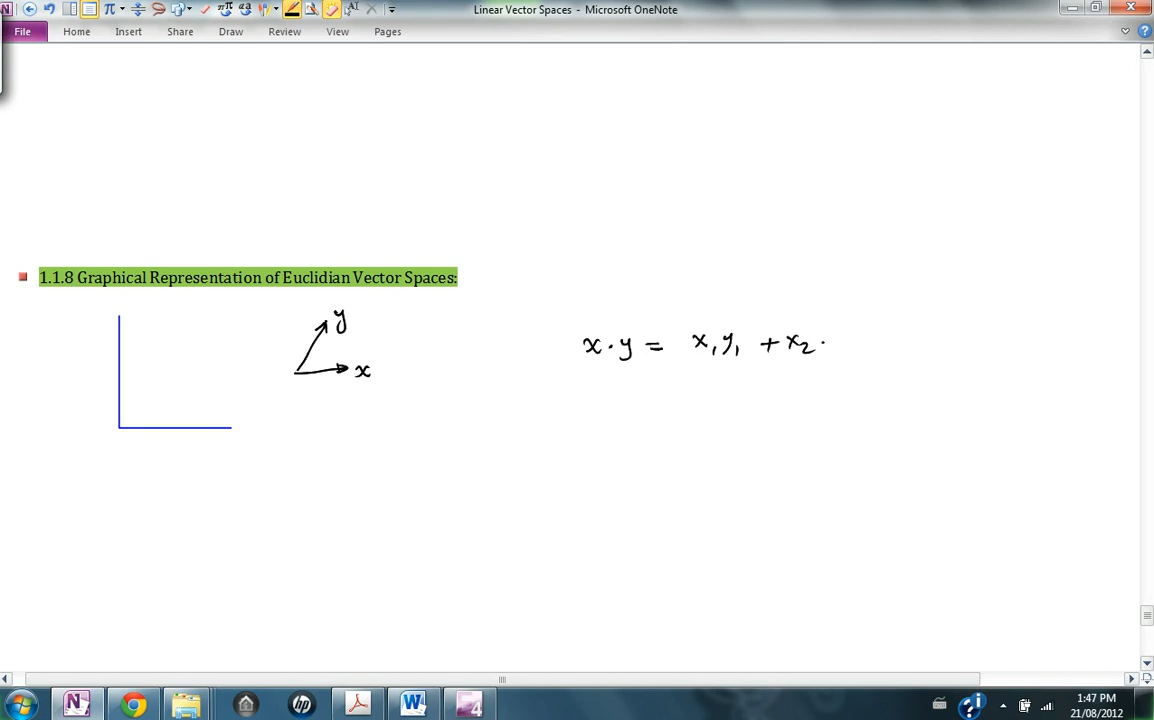 Linear Vector Spaces - Microsoft OneNote
File Home Insert Share Draw Review View Pages
1.1.8 Graphical Representation of Euclidian Vector Spaces:
y
x · y = x₁y₁ + x₂ ·
x
1:47 PM
21/08/2012